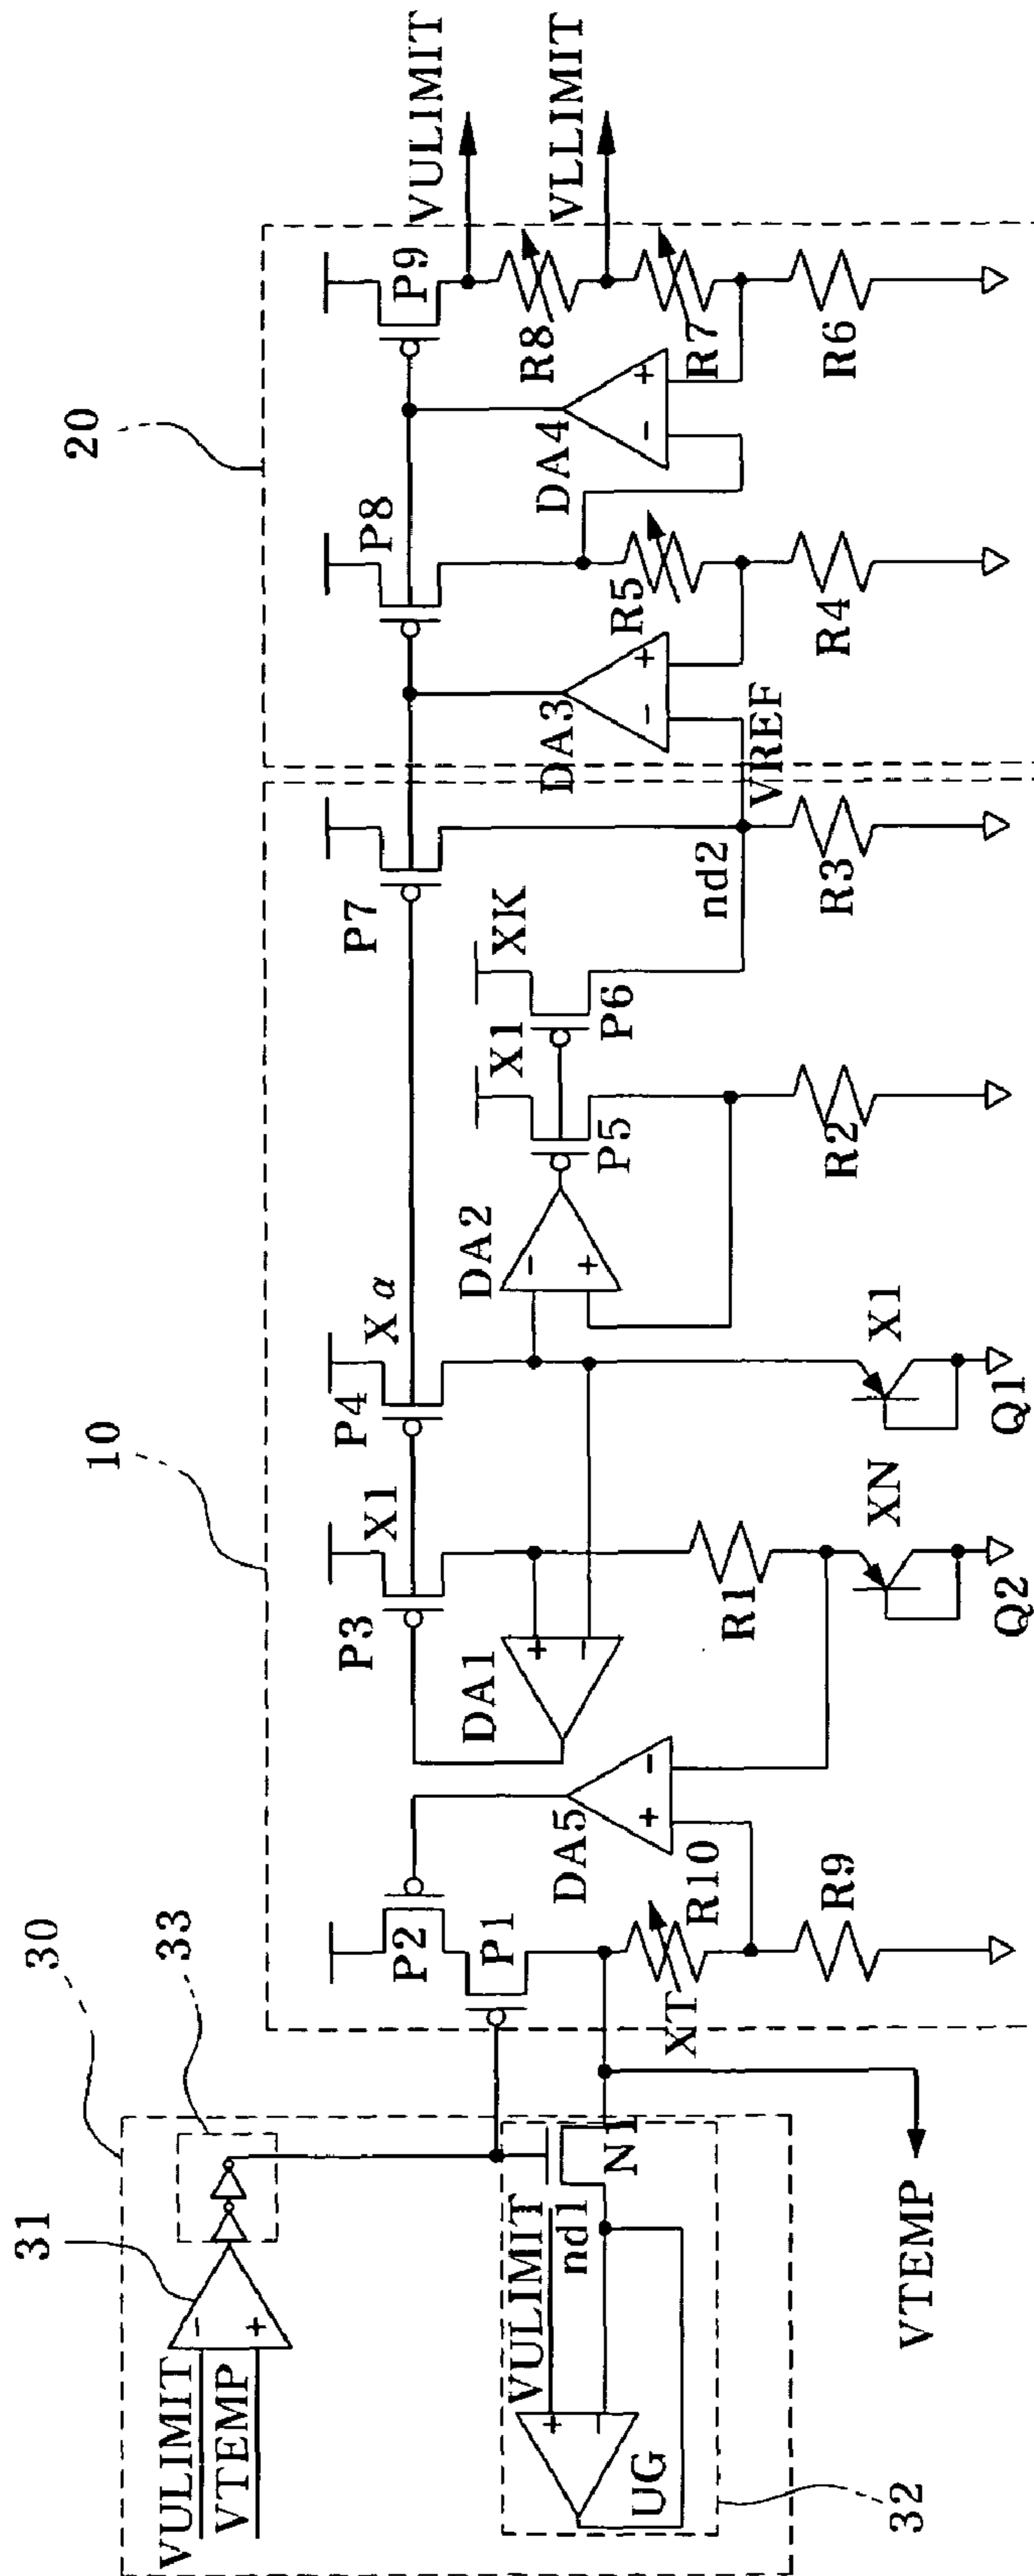 20
VULIMIT
VLLIMIT
P9
R8
R7
R6
DA4
+
-
P8
R5
R4
DA3
+
-
VREF
nd2
R3
10
P7
XK
P6
X1
P5
R2
DA2
-
+
Xα
P4
X1
Q1
X1
P3
XN
Q2
R1
DA1
+
-
DA5
-
+
R10
R9
P2
P1
XT
30
33
31
-
+
VULIMIT
VTEMP
N1
VULIMIT
nd1
+
-
UG
32
VTEMP